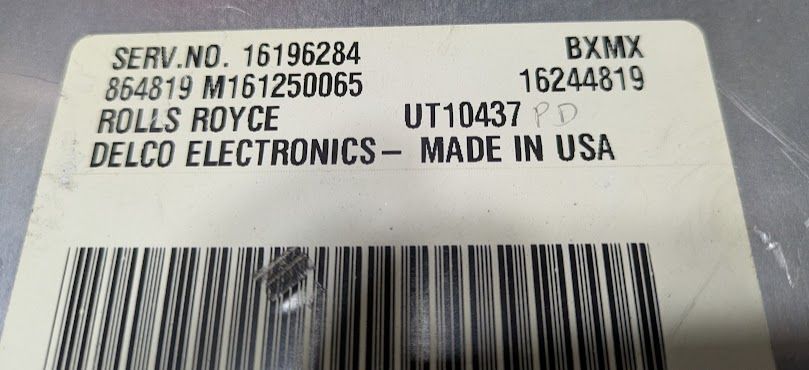 SERV.NO. 16196284 BXMX
864819 M161250065 16244819
ROLLS ROYCE UT10437 PD
DELCO ELECTRONICS – MADE IN USA